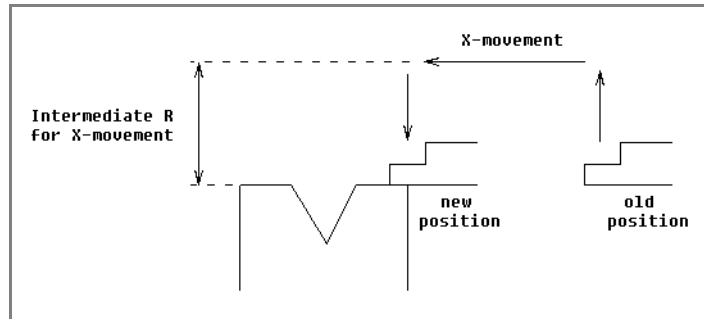 X-movement
Intermediate R
for X-movement
new
position
old
position